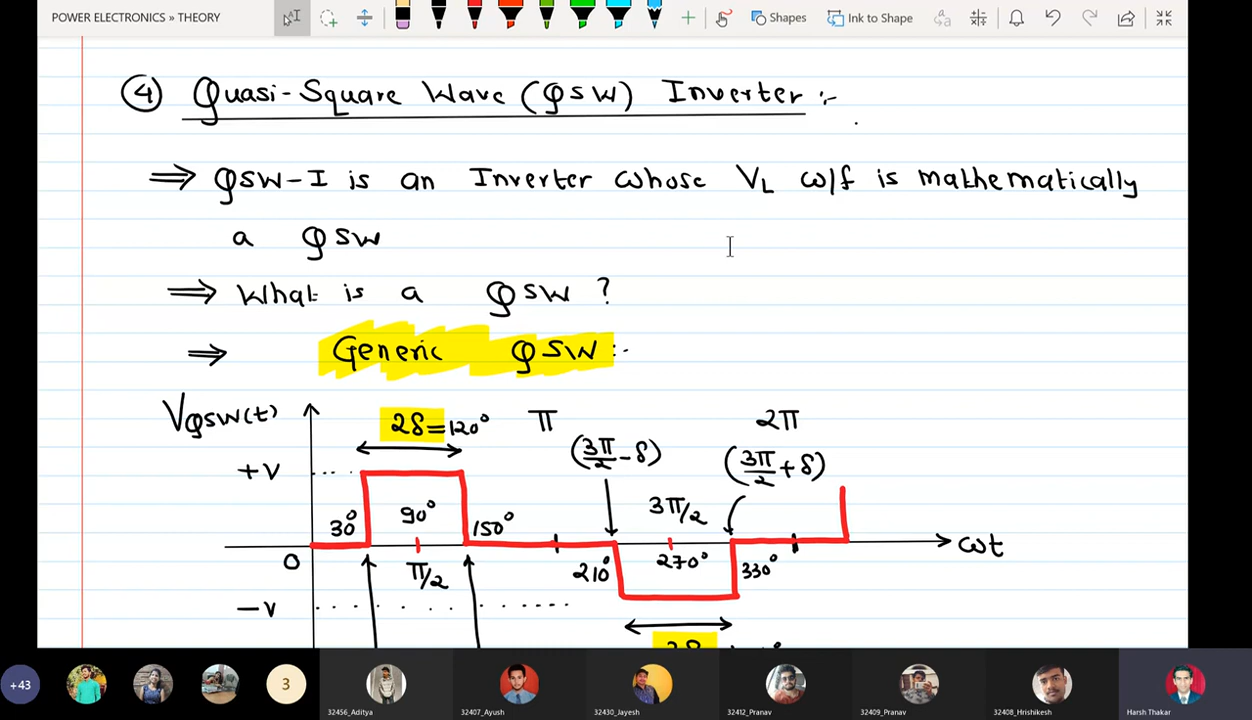 POWER ELECTRONICS » THEORY
Shapes
Ink to Shape
④ Quasi-Square Wave (QSW) Inverter :-
⇒ QSW-I is an Inverter whose VL w/f is mathematically
a QSW
⇒ What is a QSW ?
⇒ Generic QSW :-
VQSW(t)
2δ=120°
π
2π
(3π/2 - δ)
(3π/2 + δ)
+V
30°
90°
150°
3π/2
0
π/2
210°
270°
330°
ωt
-V
+43
3
32456_Aditya
32407_Ayush
32430_Jayesh
32412_Pranav
32409_Pranav
32408_Hrishikesh
Harsh Thakar